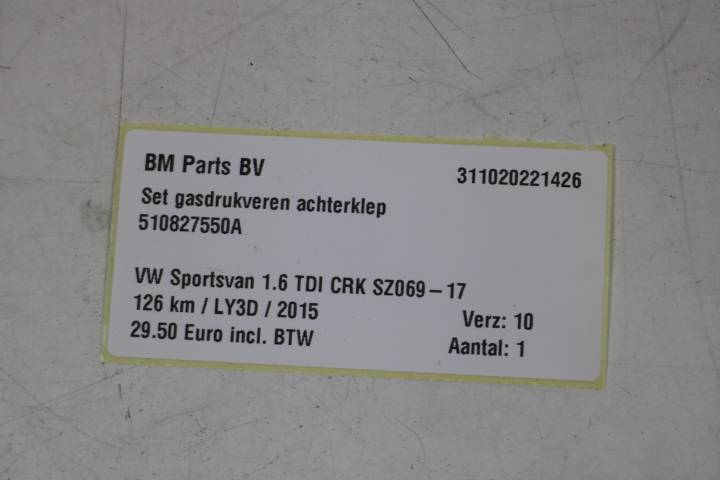 BM Parts BV 311020221426
Set gasdrukveren achterklep
510827550A
VW Sportsvan 1.6 TDI CRK SZ069-17
126 km / LY3D / 2015 Verz: 10
29.50 Euro incl. BTW Aantal: 1